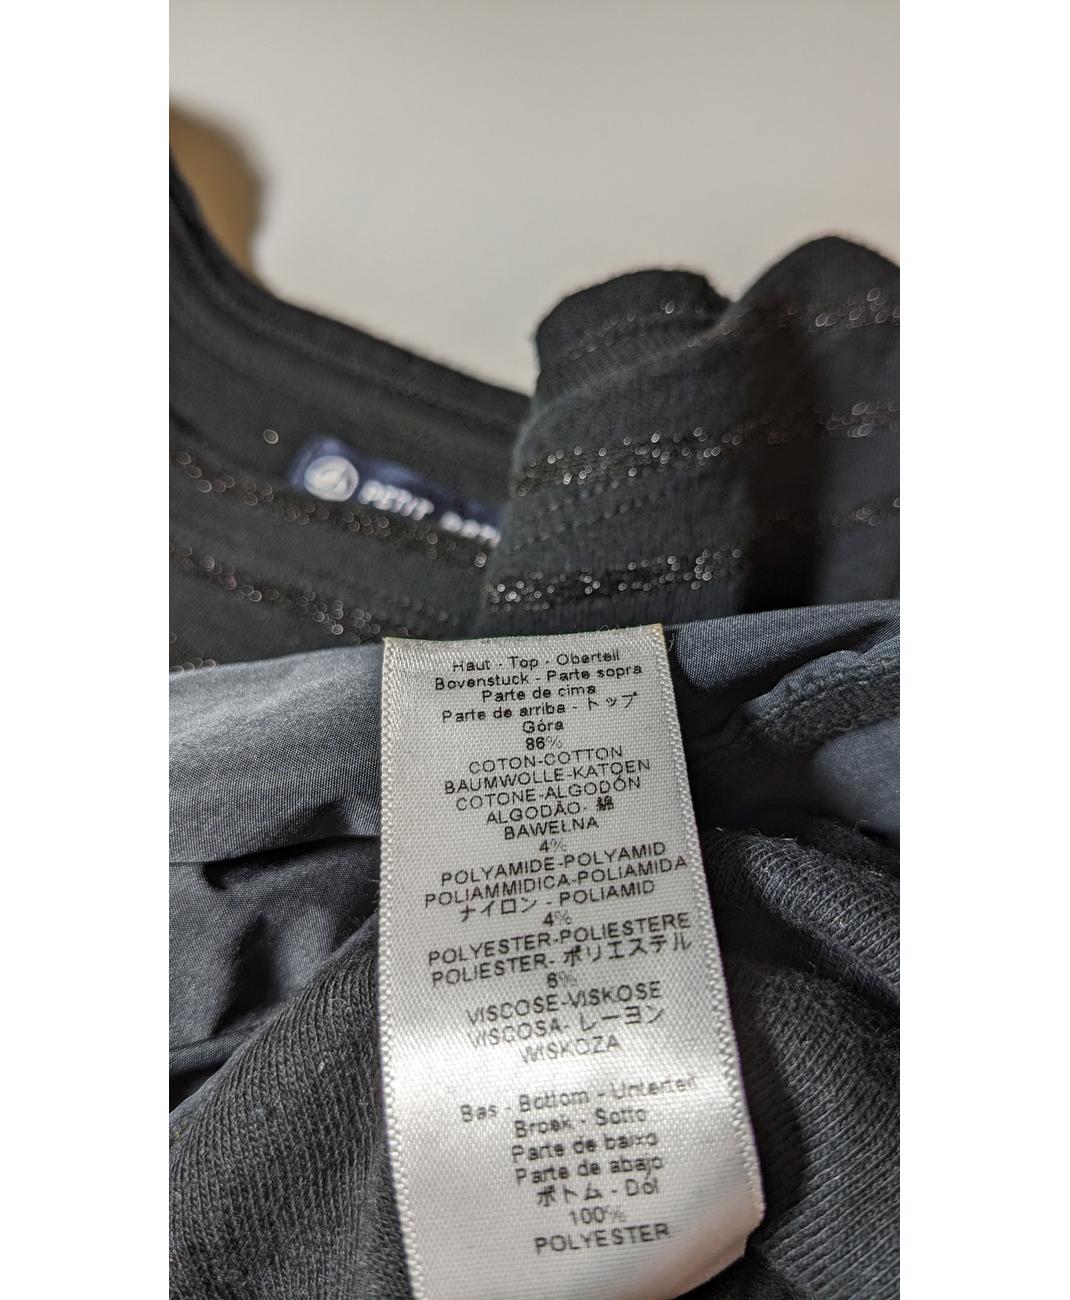 PETIT
Haut - Top - Oberteil
Bovenstuck - Parte sopra
Parte de cima
Parte de arriba - トップ
Góra
86%
COTON-COTTON
BAUMWOLLE-KATOEN
COTONE-ALGODÓN
ALGODÃO- 綿
BAWEŁNA
4%
POLYAMIDE-POLYAMID
POLIAMMIDICA-POLIAMIDA
ナイロン - POLIAMID
4%
POLYESTER-POLIESTERE
POLIESTER- ポリエステル
6%
VISCOSE-VISKOSE
VISCOSA- レーヨン
WISKOZA
Bas - Bottom - Unterteil
Broek - Sotto
Parte de baixo
Parte de abajo
ボトム - Dół
100%
POLYESTER